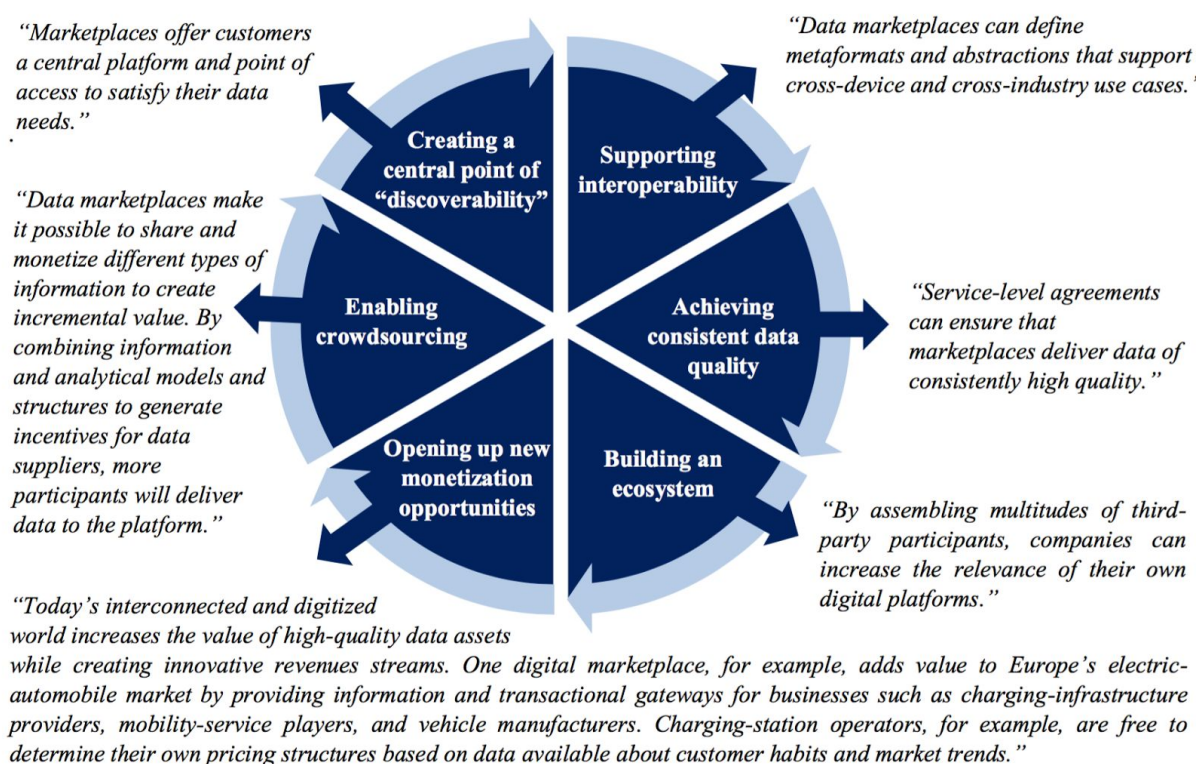 “Marketplaces offer customers
a central platform and point of
access to satisfy their data
needs.”
.
“Data marketplaces can define
metaformats and abstractions that support
cross-device and cross-industry use cases.”
Creating a
central point of
“discoverability”
Supporting
interoperability
“Data marketplaces make
it possible to share and
monetize different types of
information to create
incremental value. By
combining information
and analytical models and
structures to generate
incentives for data
suppliers, more
participants will deliver
data to the platform.”
Enabling
crowdsourcing
Achieving
consistent data
quality
“Service-level agreements
can ensure that
marketplaces deliver data of
consistently high quality.”
Opening up new
monetization
opportunities
Building an
ecosystem
“By assembling multitudes of third-
party participants, companies can
increase the relevance of their own
digital platforms.”
“Today’s interconnected and digitized
world increases the value of high-quality data assets
while creating innovative revenues streams. One digital marketplace, for example, adds value to Europe’s electric-
automobile market by providing information and transactional gateways for businesses such as charging-infrastructure
providers, mobility-service players, and vehicle manufacturers. Charging-station operators, for example, are free to
determine their own pricing structures based on data available about customer habits and market trends.”